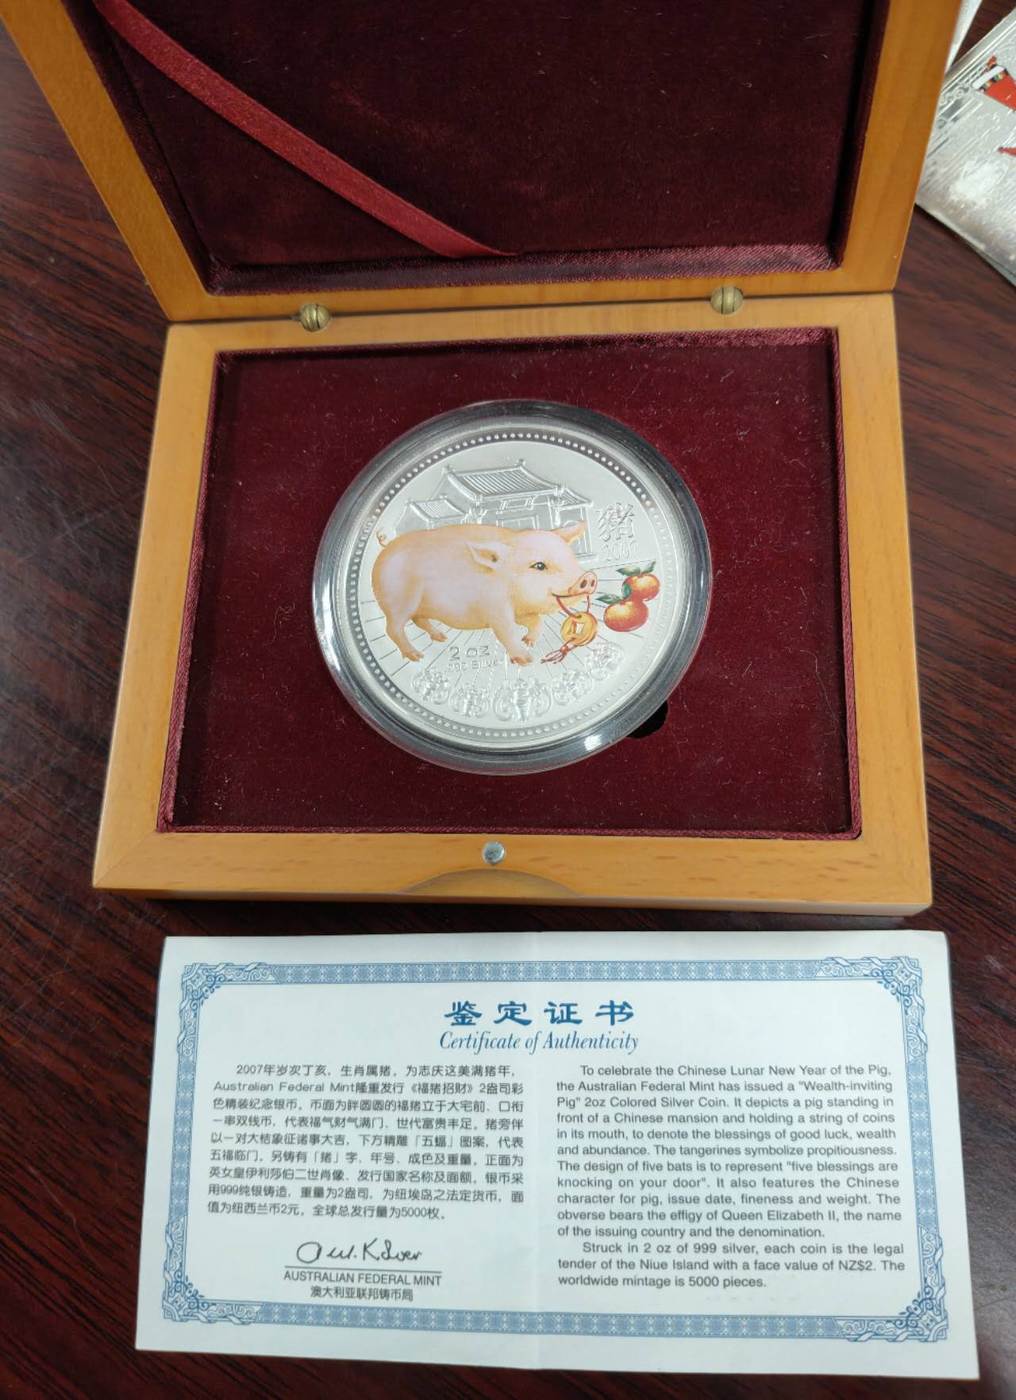 豬
2007
2 OZ
999 SILVER
鉴定证书
Certificate of Authenticity
2007年岁次丁亥，生肖属猪，为志庆这美满猪年，
Australian Federal Mint隆重发行《福猪招财》2盎司彩
色精装纪念银币。币面为胖圆圆的福猪立于大宅前、口衔
一串双线币，代表福气财气满门、世代富贵丰足。猪旁伴
以一对大桔象征诸事大吉，下方精雕「五蝠」图案，代表
五福临门。另铸有「猪」字、年号、成色及重量。正面为
英女皇伊利莎伯二世肖像、发行国家名称及面额。银币采
用999纯银铸造，重量为2盎司，为纽埃岛之法定货币，面
值为纽西兰币2元，全球总发行量为5000枚。
AUSTRALIAN FEDERAL MINT
澳大利亚联邦铸币局
To celebrate the Chinese Lunar New Year of the Pig,
the Australian Federal Mint has issued a "Wealth-inviting
Pig" 2oz Colored Silver Coin. It depicts a pig standing in
front of a Chinese mansion and holding a string of coins
in its mouth, to denote the blessings of good luck, wealth
and abundance. The tangerines symbolize propitiousness.
The design of five bats is to represent "five blessings are
knocking on your door". It also features the Chinese
character for pig, issue date, fineness and weight. The
obverse bears the effigy of Queen Elizabeth II, the name
of the issuing country and the denomination.
Struck in 2 oz of 999 silver, each coin is the legal
tender of the Niue Island with a face value of NZ$2. The
worldwide mintage is 5000 pieces.